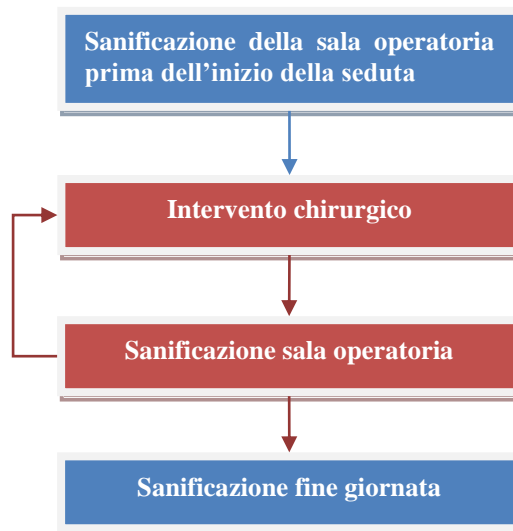 Sanificazione della sala operatoria
prima dell’inizio della seduta
Intervento chirurgico
Sanificazione sala operatoria
Sanificazione fine giornata